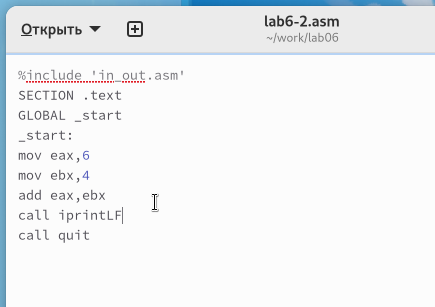 Открыть
lab6-2.asm
~/work/lab06
%include 'in_out.asm'
SECTION .text
GLOBAL _start
_start:
mov eax,6
mov ebx,4
add eax,ebx
call iprintLF
call quit